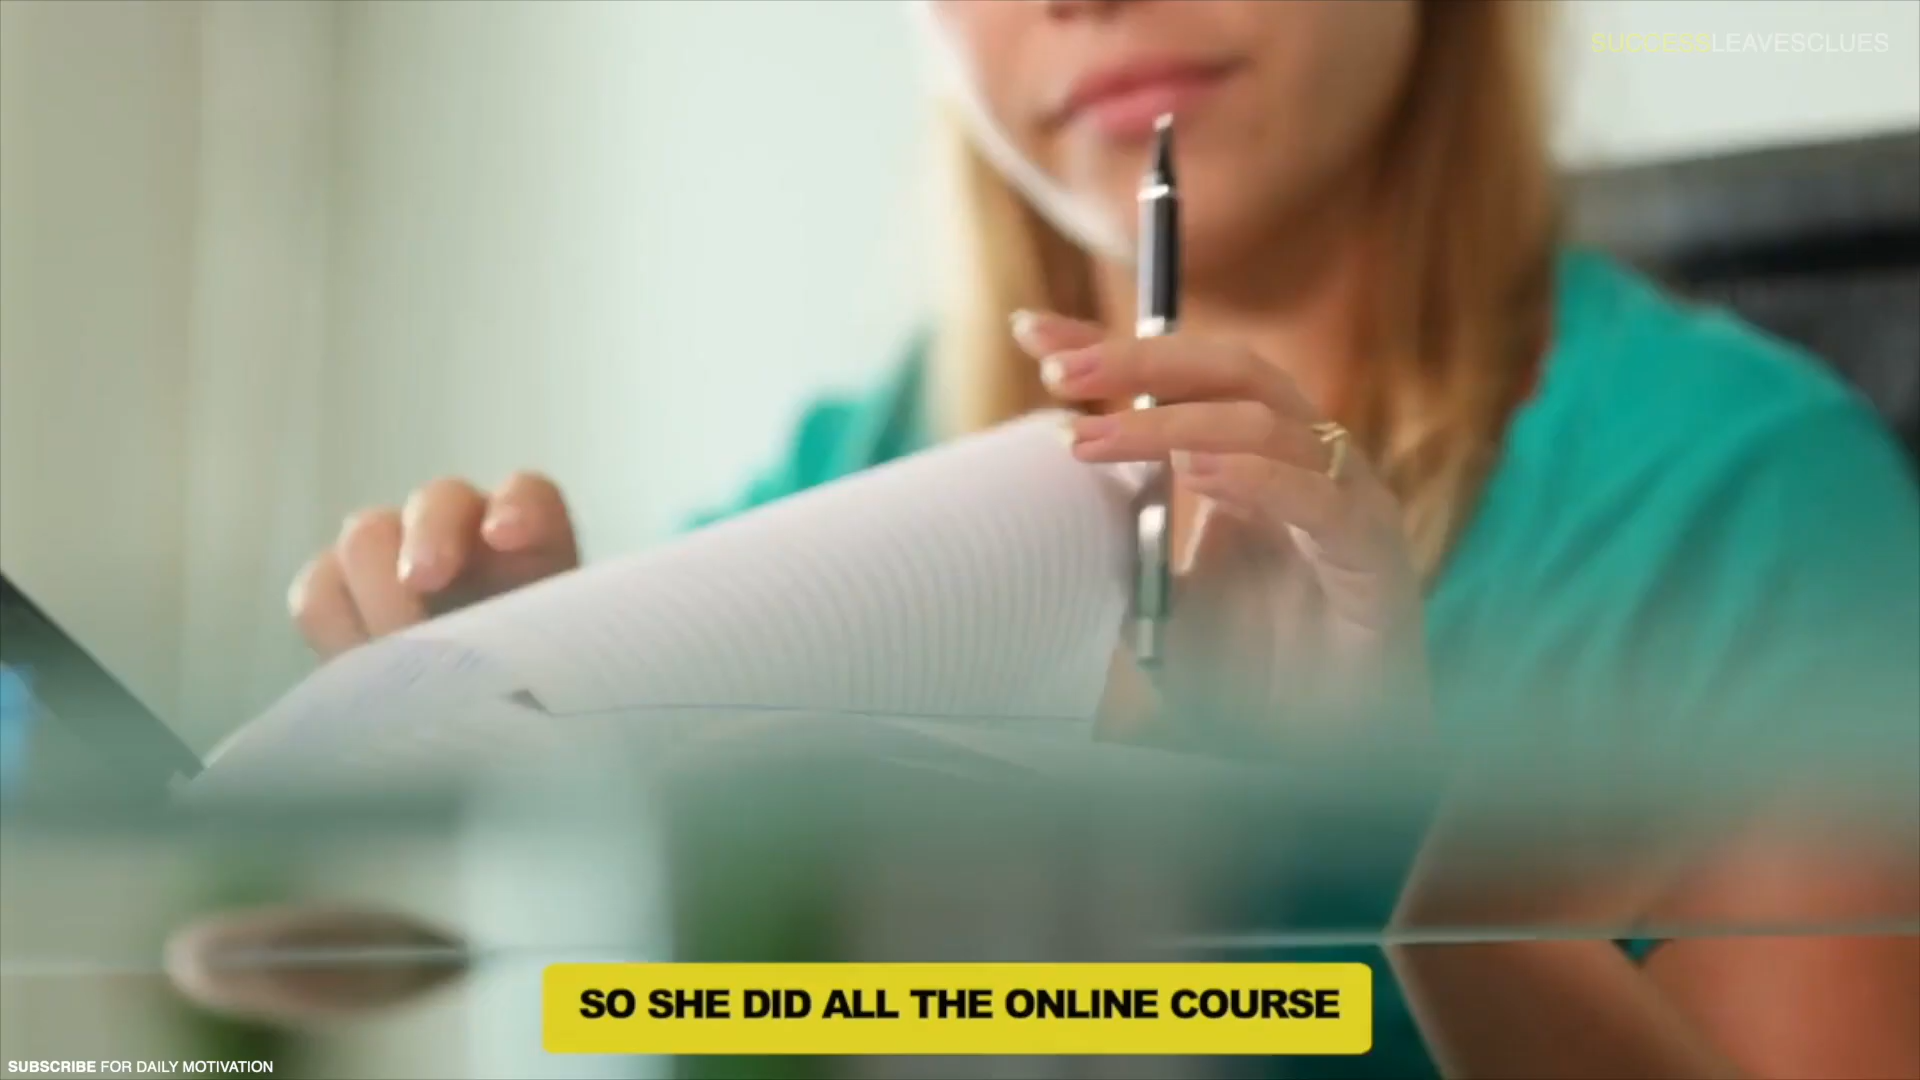 SUCCESSLEAVESCLUES
SO SHE DID ALL THE ONLINE COURSE
SUBSCRIBE FOR DAILY MOTIVATION